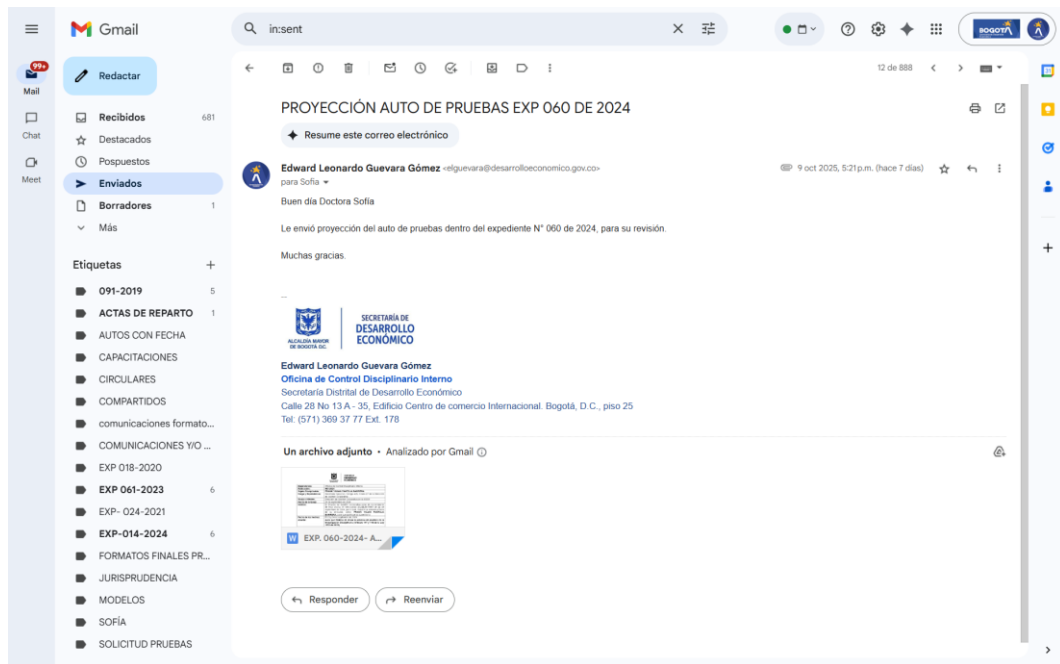 Gmail
in:sent
BOGOTÁ
99+
Mail
Chat
Meet
Redactar
Recibidos 681
Destacados
Pospuestos
Enviados
Borradores 1
Más
Etiquetas
091-2019 5
ACTAS DE REPARTO 1
AUTOS CON FECHA
CAPACITACIONES
CIRCULARES
COMPARTIDOS
comunicaciones formato...
COMUNICACIONES Y/O ...
EXP 018-2020
EXP 061-2023 6
EXP- 024-2021
EXP-014-2024 6
FORMATOS FINALES PR...
JURISPRUDENCIA
MODELOS
SOFÍA
SOLICITUD PRUEBAS
12 de 888
PROYECCIÓN AUTO DE PRUEBAS EXP 060 DE 2024
Resume este correo electrónico
Edward Leonardo Guevara Gómez <elguevara@desarrolloeconomico.gov.co>
9 oct 2025, 5:21 p.m. (hace 7 días)
para Sofia
Buen día Doctora Sofía
Le envió proyección del auto de pruebas dentro del expediente N° 060 de 2024, para su revisión.
Muchas gracias.
--
ALCALDÍA MAYOR
DE BOGOTÁ D.C.
SECRETARÍA DE
DESARROLLO
ECONÓMICO
Edward Leonardo Guevara Gómez
Oficina de Control Disciplinario Interno
Secretaría Distrital de Desarrollo Económico
Calle 28 No 13 A - 35, Edificio Centro de comercio Internacional. Bogotá, D.C., piso 25
Tel: (571) 369 37 77 Ext. 178
Un archivo adjunto • Analizado por Gmail
W EXP. 060-2024- A...
Responder
Reenviar